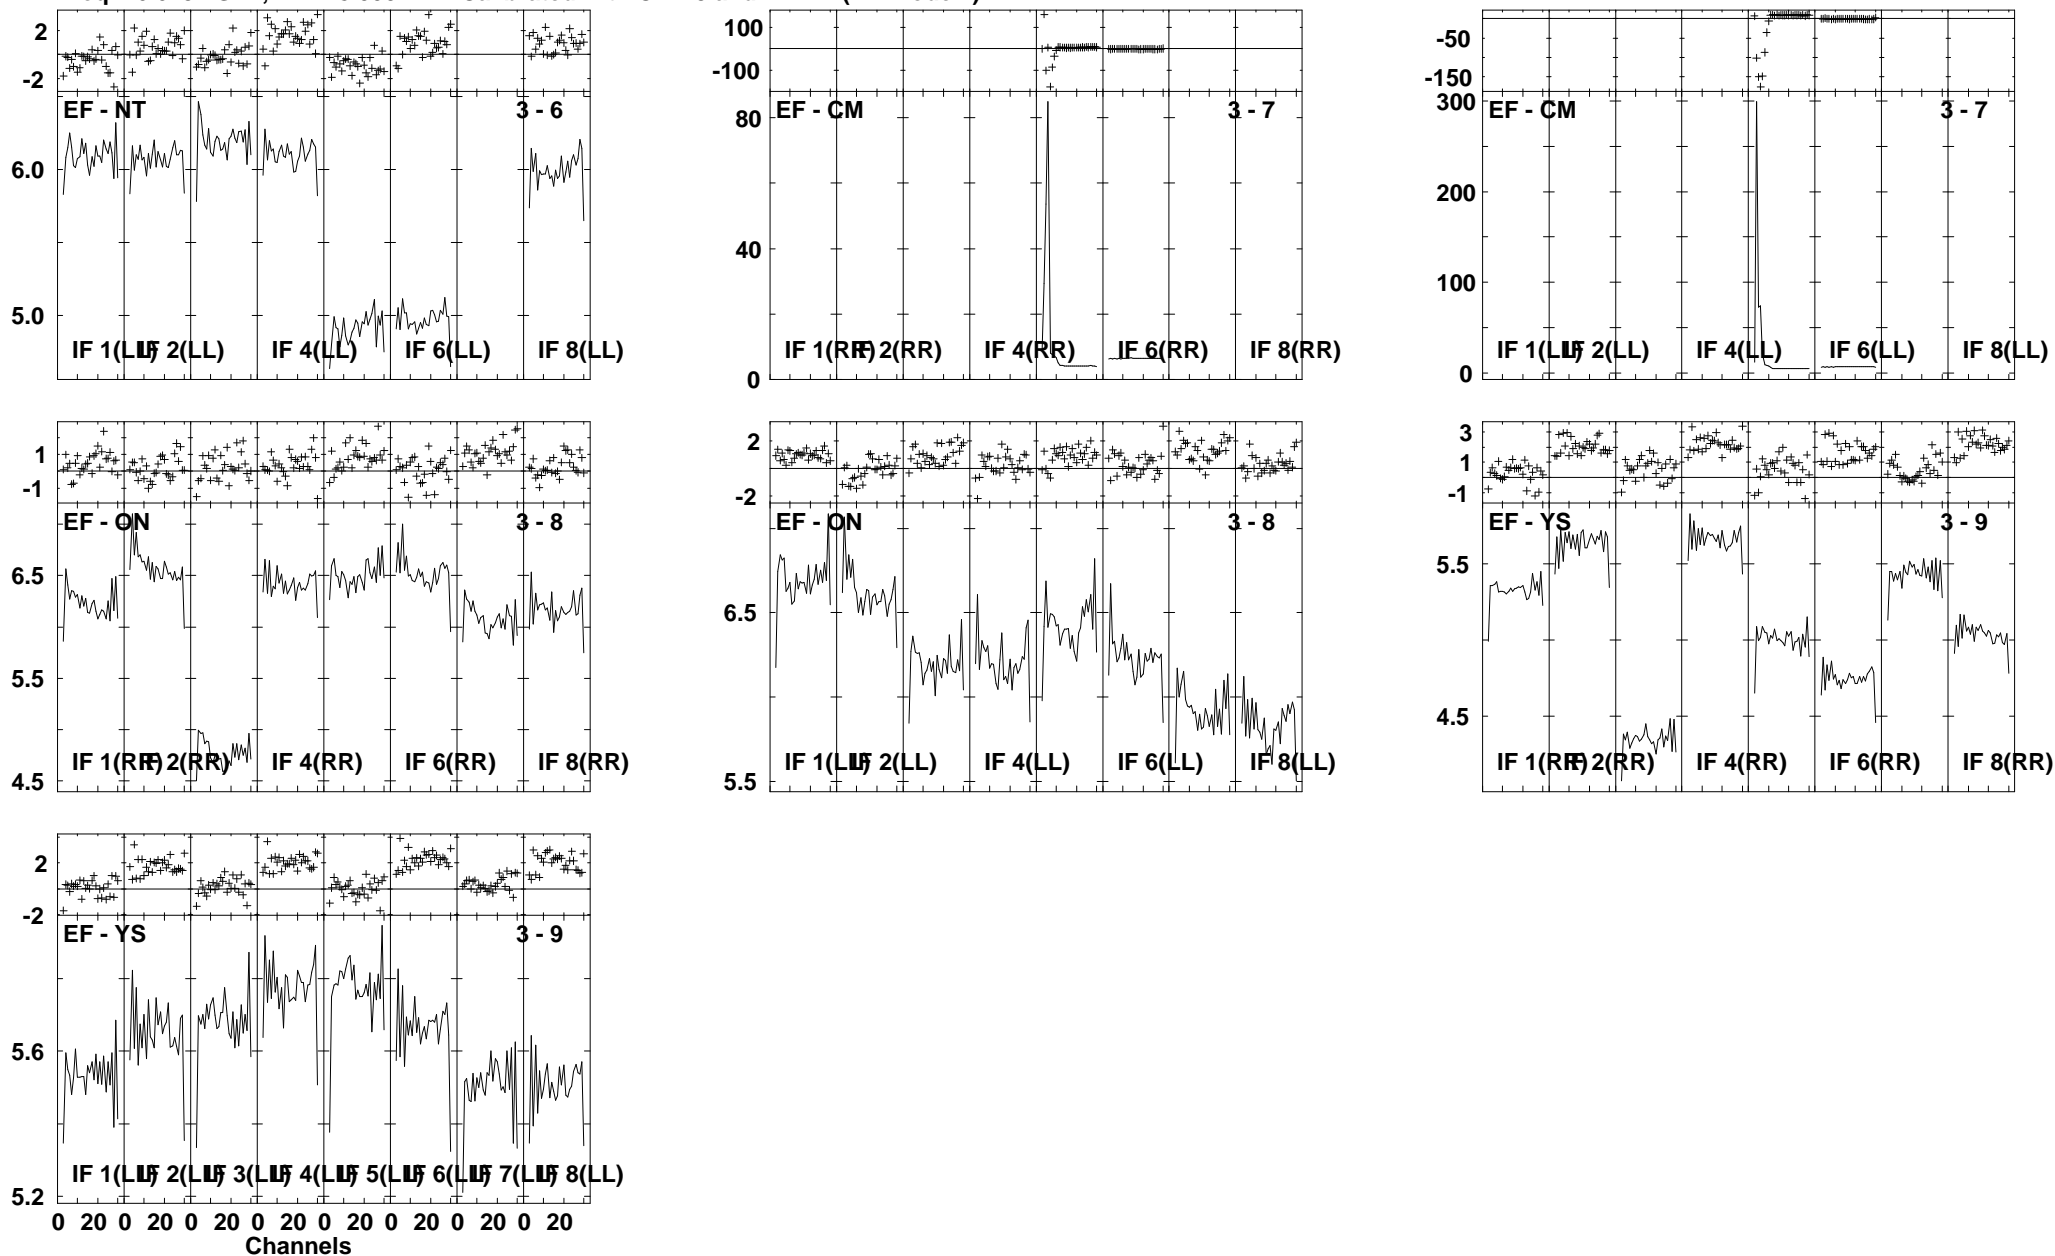 2
-2
EF - NT 3 - 6
6.0
5.0
IF 1(LL) IF 2(LL) IF 4(LL) IF 6(LL) IF 8(LL)
100
-100
EF - CM 3 - 7
80
40
0
IF 1(RR) IF 2(RR) IF 4(RR) IF 6(RR) IF 8(RR)
-50
-150
EF - CM 3 - 7
300
200
100
0
IF 1(LL) IF 2(LL) IF 4(LL) IF 6(LL) IF 8(LL)
1
-1
EF - ON 3 - 8
6.5
5.5
4.5
IF 1(RR) IF 2(RR) IF 4(RR) IF 6(RR) IF 8(RR)
2
-2
EF - ON 3 - 8
6.5
5.5
IF 1(LL) IF 2(LL) IF 4(LL) IF 6(LL) IF 8(LL)
3
1
-1
EF - YS 3 - 9
5.5
4.5
IF 1(RR) IF 2(RR) IF 4(RR) IF 6(RR) IF 8(RR)
2
-2
EF - YS 3 - 9
5.6
5.2
IF 1(LL) IF 2(LL) IF 3(LL) IF 4(LL) IF 5(LL) IF 6(LL) IF 7(LL) IF 8(LL)
0 20 0 20 0 20 0 20 0 20 0 20 0 20 0 20
Channels